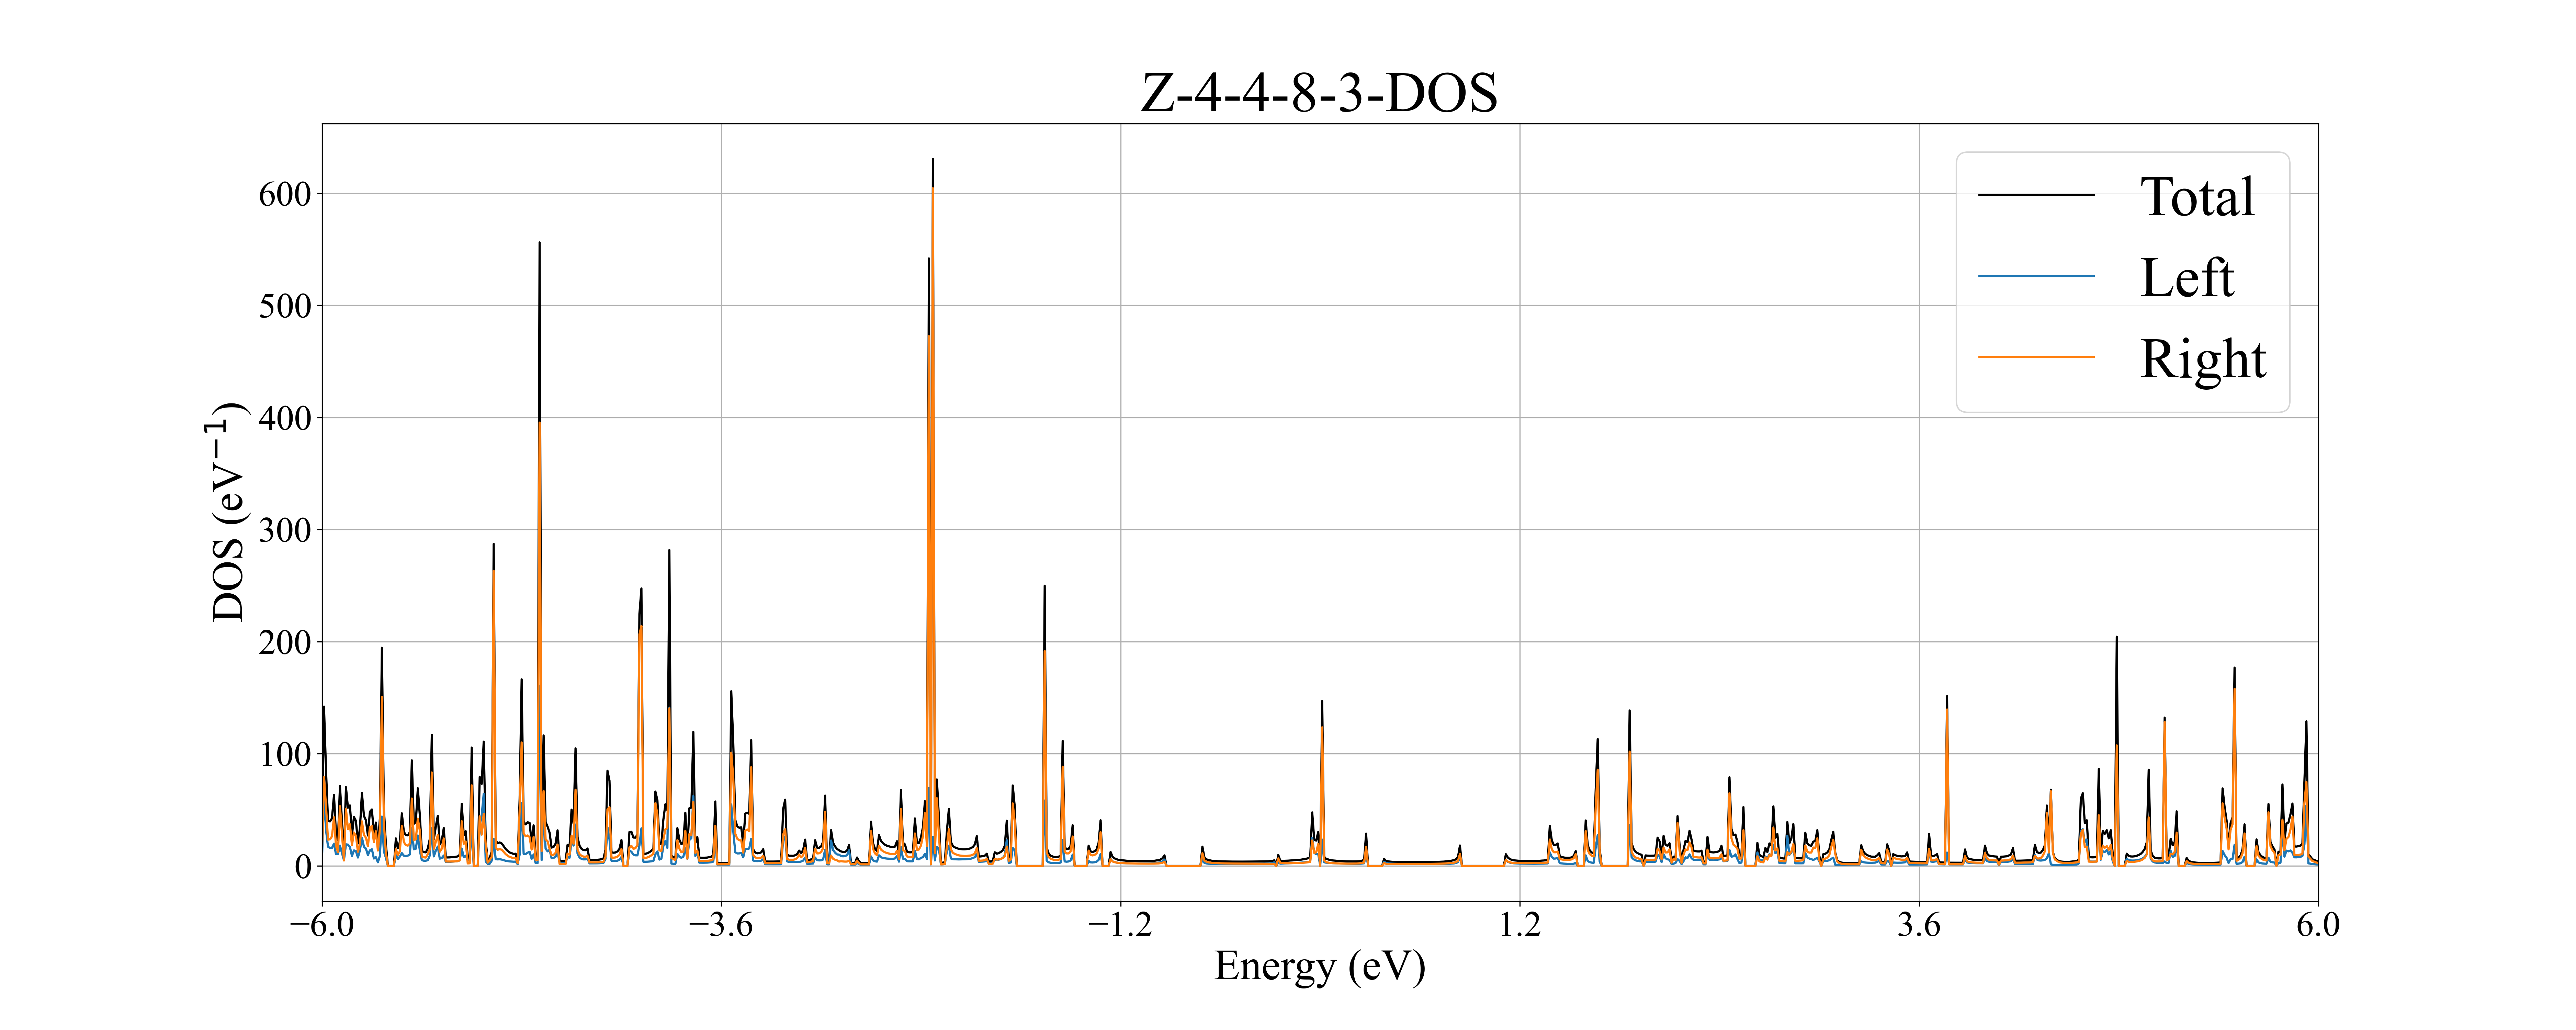 Z-4-4-8-3-DOS
DOS (eV⁻¹)
600
500
400
300
200
100
0
Total
Left
Right
−6.0 −3.6 −1.2 1.2 3.6 6.0
Energy (eV)